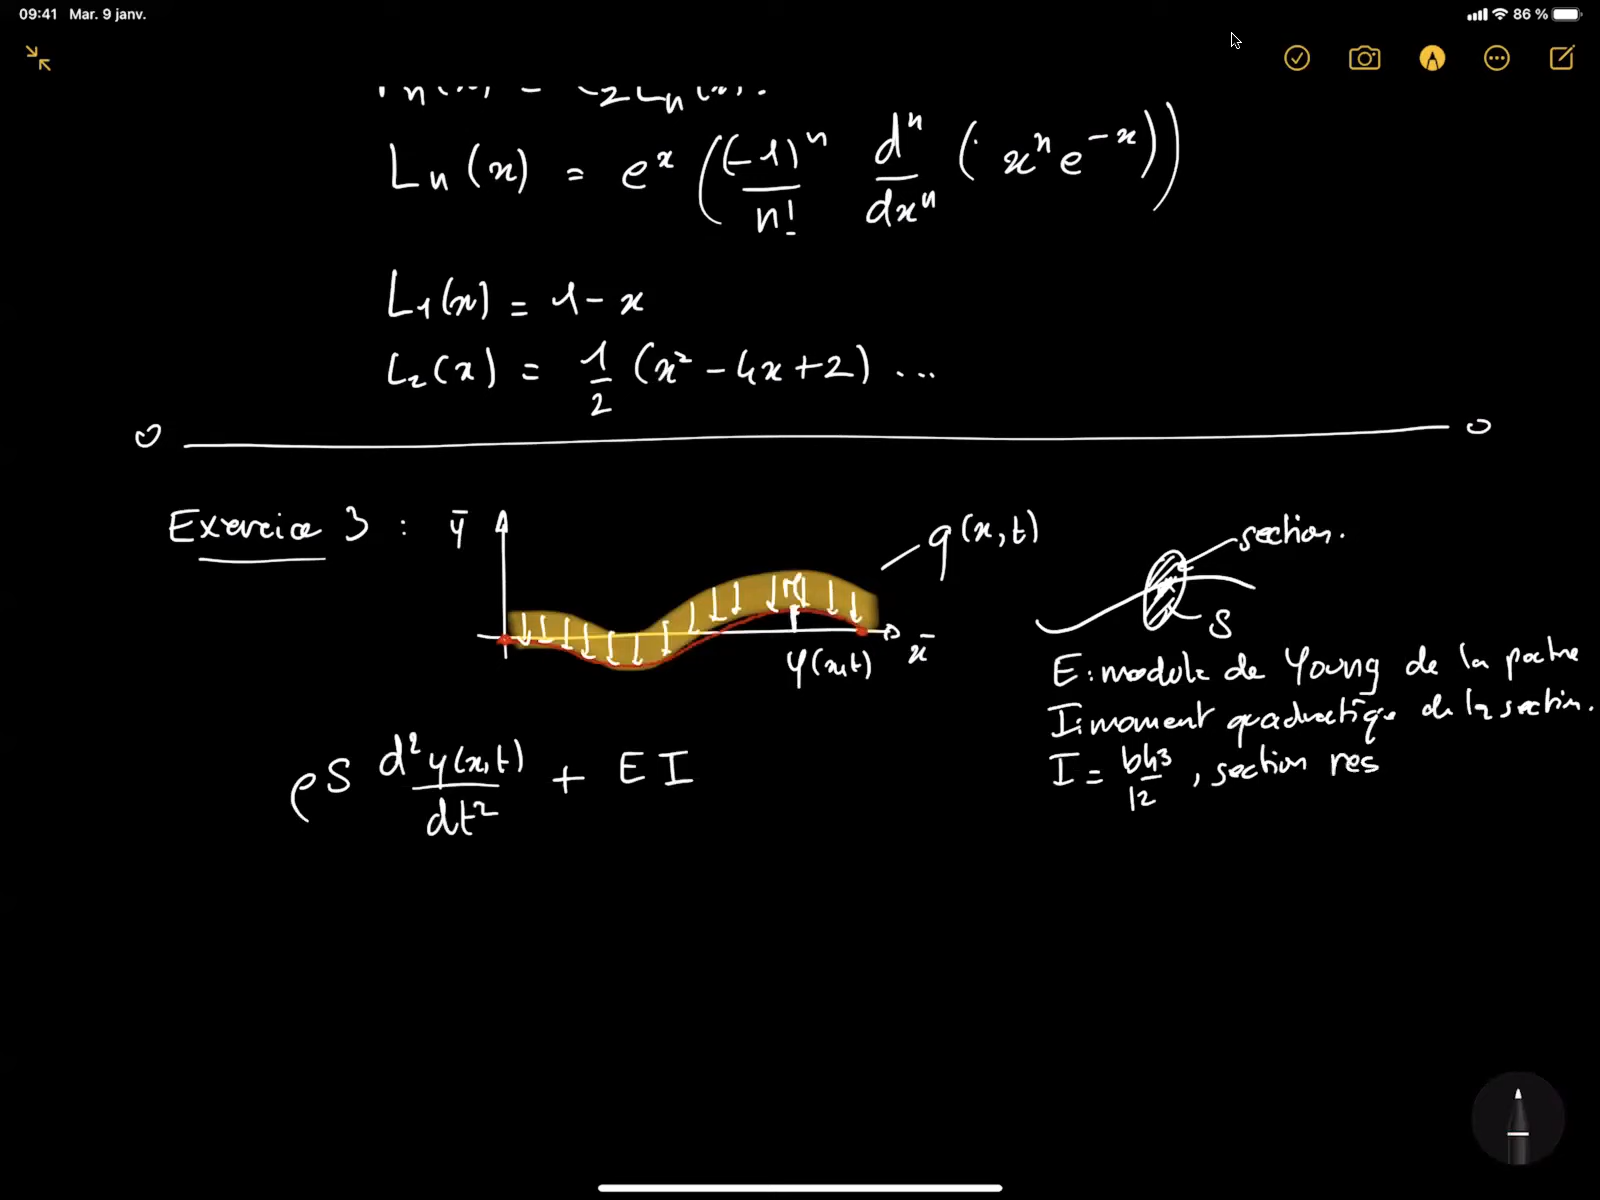 09:41 Mar. 9 janv. 86 %
Ln(x) = e^x ( (-1)^n / n! d^n / dx^n ( x^n e^-x ) )
L1(x) = 1 - x
L2(x) = 1/2 (x² - 4x + 2) ...
Exercice 3 : ȳ
q(x,t)
section.
S
y(x,t) x̄
E : module de Young de la poutre
I : moment quadratique de la section.
I = bh³/12 , section res
ρS d²y(x,t)/dt² + EI